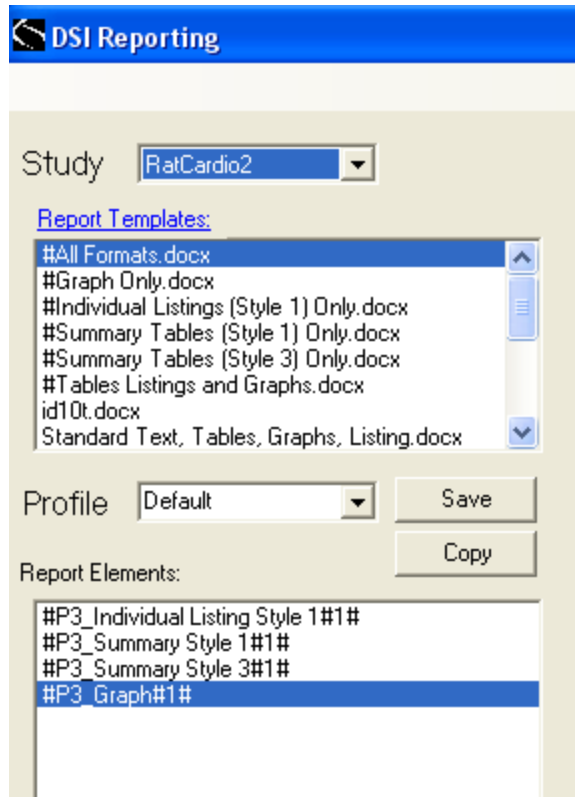 DSI Reporting
Study RatCardio2
Report Templates:
#All Formats.docx
#Graph Only.docx
#Individual Listings (Style 1) Only.docx
#Summary Tables (Style 1) Only.docx
#Summary Tables (Style 3) Only.docx
#Tables Listings and Graphs.docx
id10t.docx
Standard Text, Tables, Graphs, Listing.docx
Profile Default Save
Copy
Report Elements:
#P3_Individual Listing Style 1#1#
#P3_Summary Style 1#1#
#P3_Summary Style 3#1#
#P3_Graph#1#